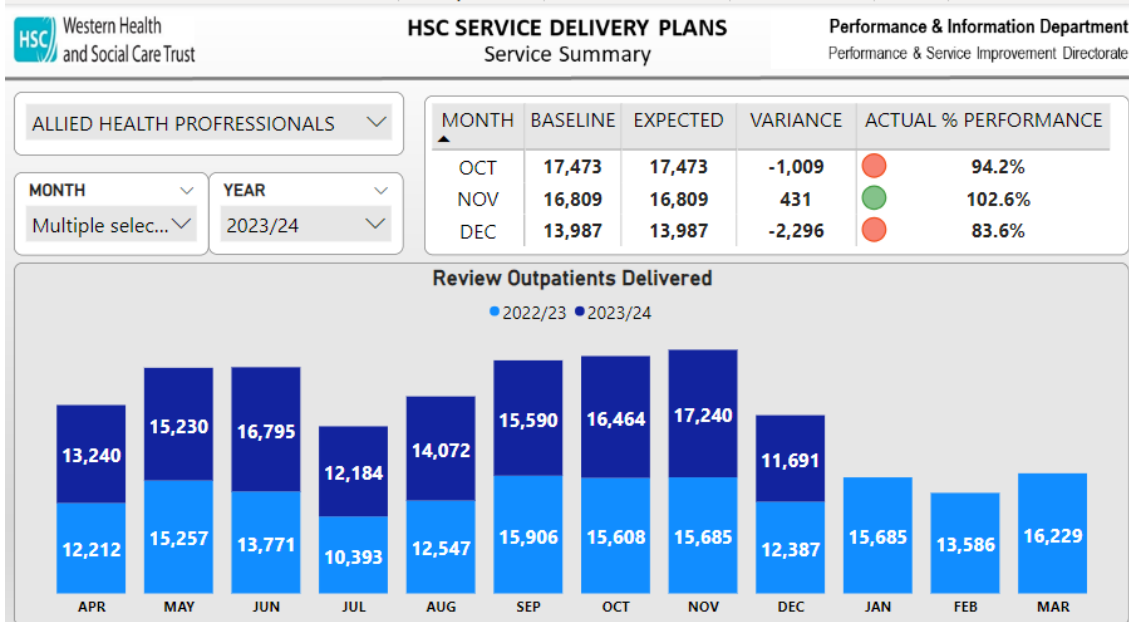 HSC
Western Health
and Social Care Trust
HSC SERVICE DELIVERY PLANS
Service Summary
Performance & Information Department
Performance & Service Improvement Directorate
ALLIED HEALTH PROFRESSIONALS
MONTH
Multiple selec...
YEAR
2023/24
MONTH BASELINE EXPECTED VARIANCE ACTUAL % PERFORMANCE
OCT 17,473 17,473 -1,009 94.2%
NOV 16,809 16,809 431 102.6%
DEC 13,987 13,987 -2,296 83.6%
Review Outpatients Delivered
2022/23 2023/24
13,240 15,230 16,795 12,184 14,072 15,590 16,464 17,240 11,691
12,212 15,257 13,771 10,393 12,547 15,906 15,608 15,685 12,387 15,685 13,586 16,229
APR MAY JUN JUL AUG SEP OCT NOV DEC JAN FEB MAR